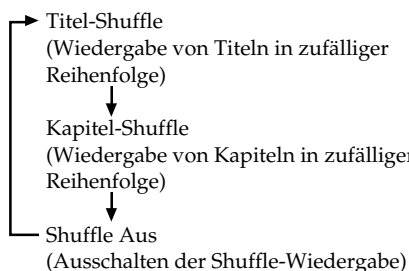 Titel-Shuffle
(Wiedergabe von Titeln in zufälliger
Reihenfolge)
Kapitel-Shuffle
(Wiedergabe von Kapiteln in zufälliger
Reihenfolge)
Shuffle Aus
(Ausschalten der Shuffle-Wiedergabe)